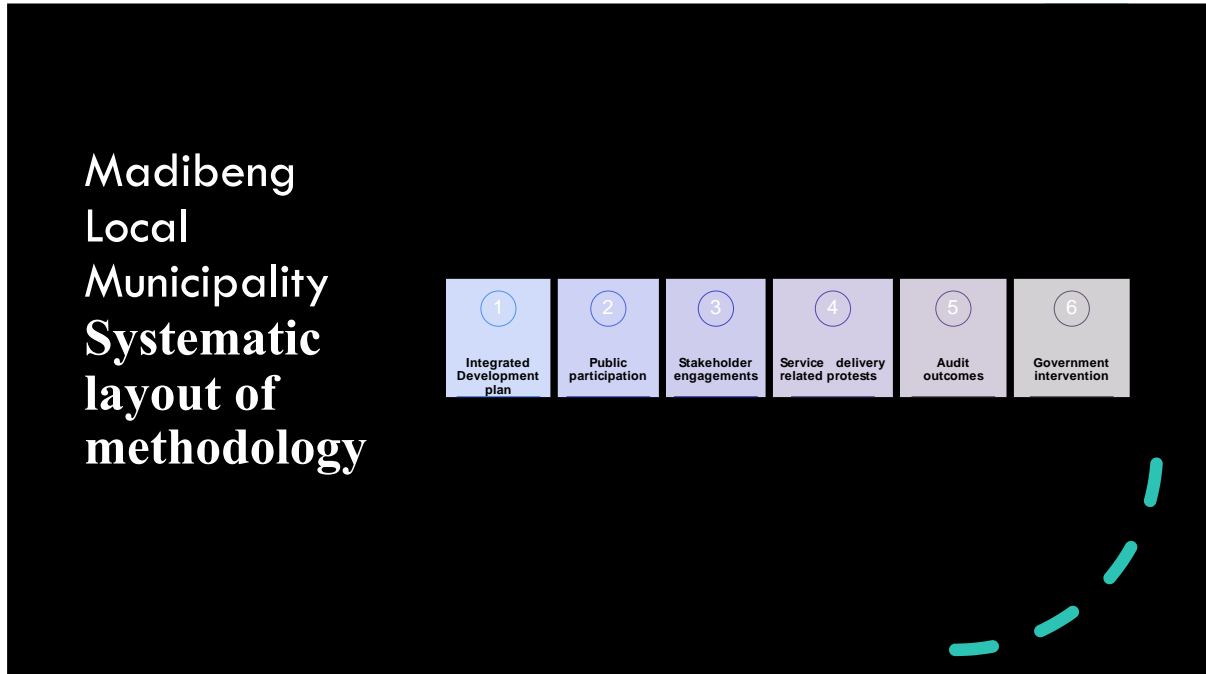 Madibeng
Local
Municipality
Systematic
layout of
methodology
1
Integrated
Development
plan
2
Public
participation
3
Stakeholder
engagements
4
Service delivery
related protests
5
Audit
outcomes
6
Government
intervention